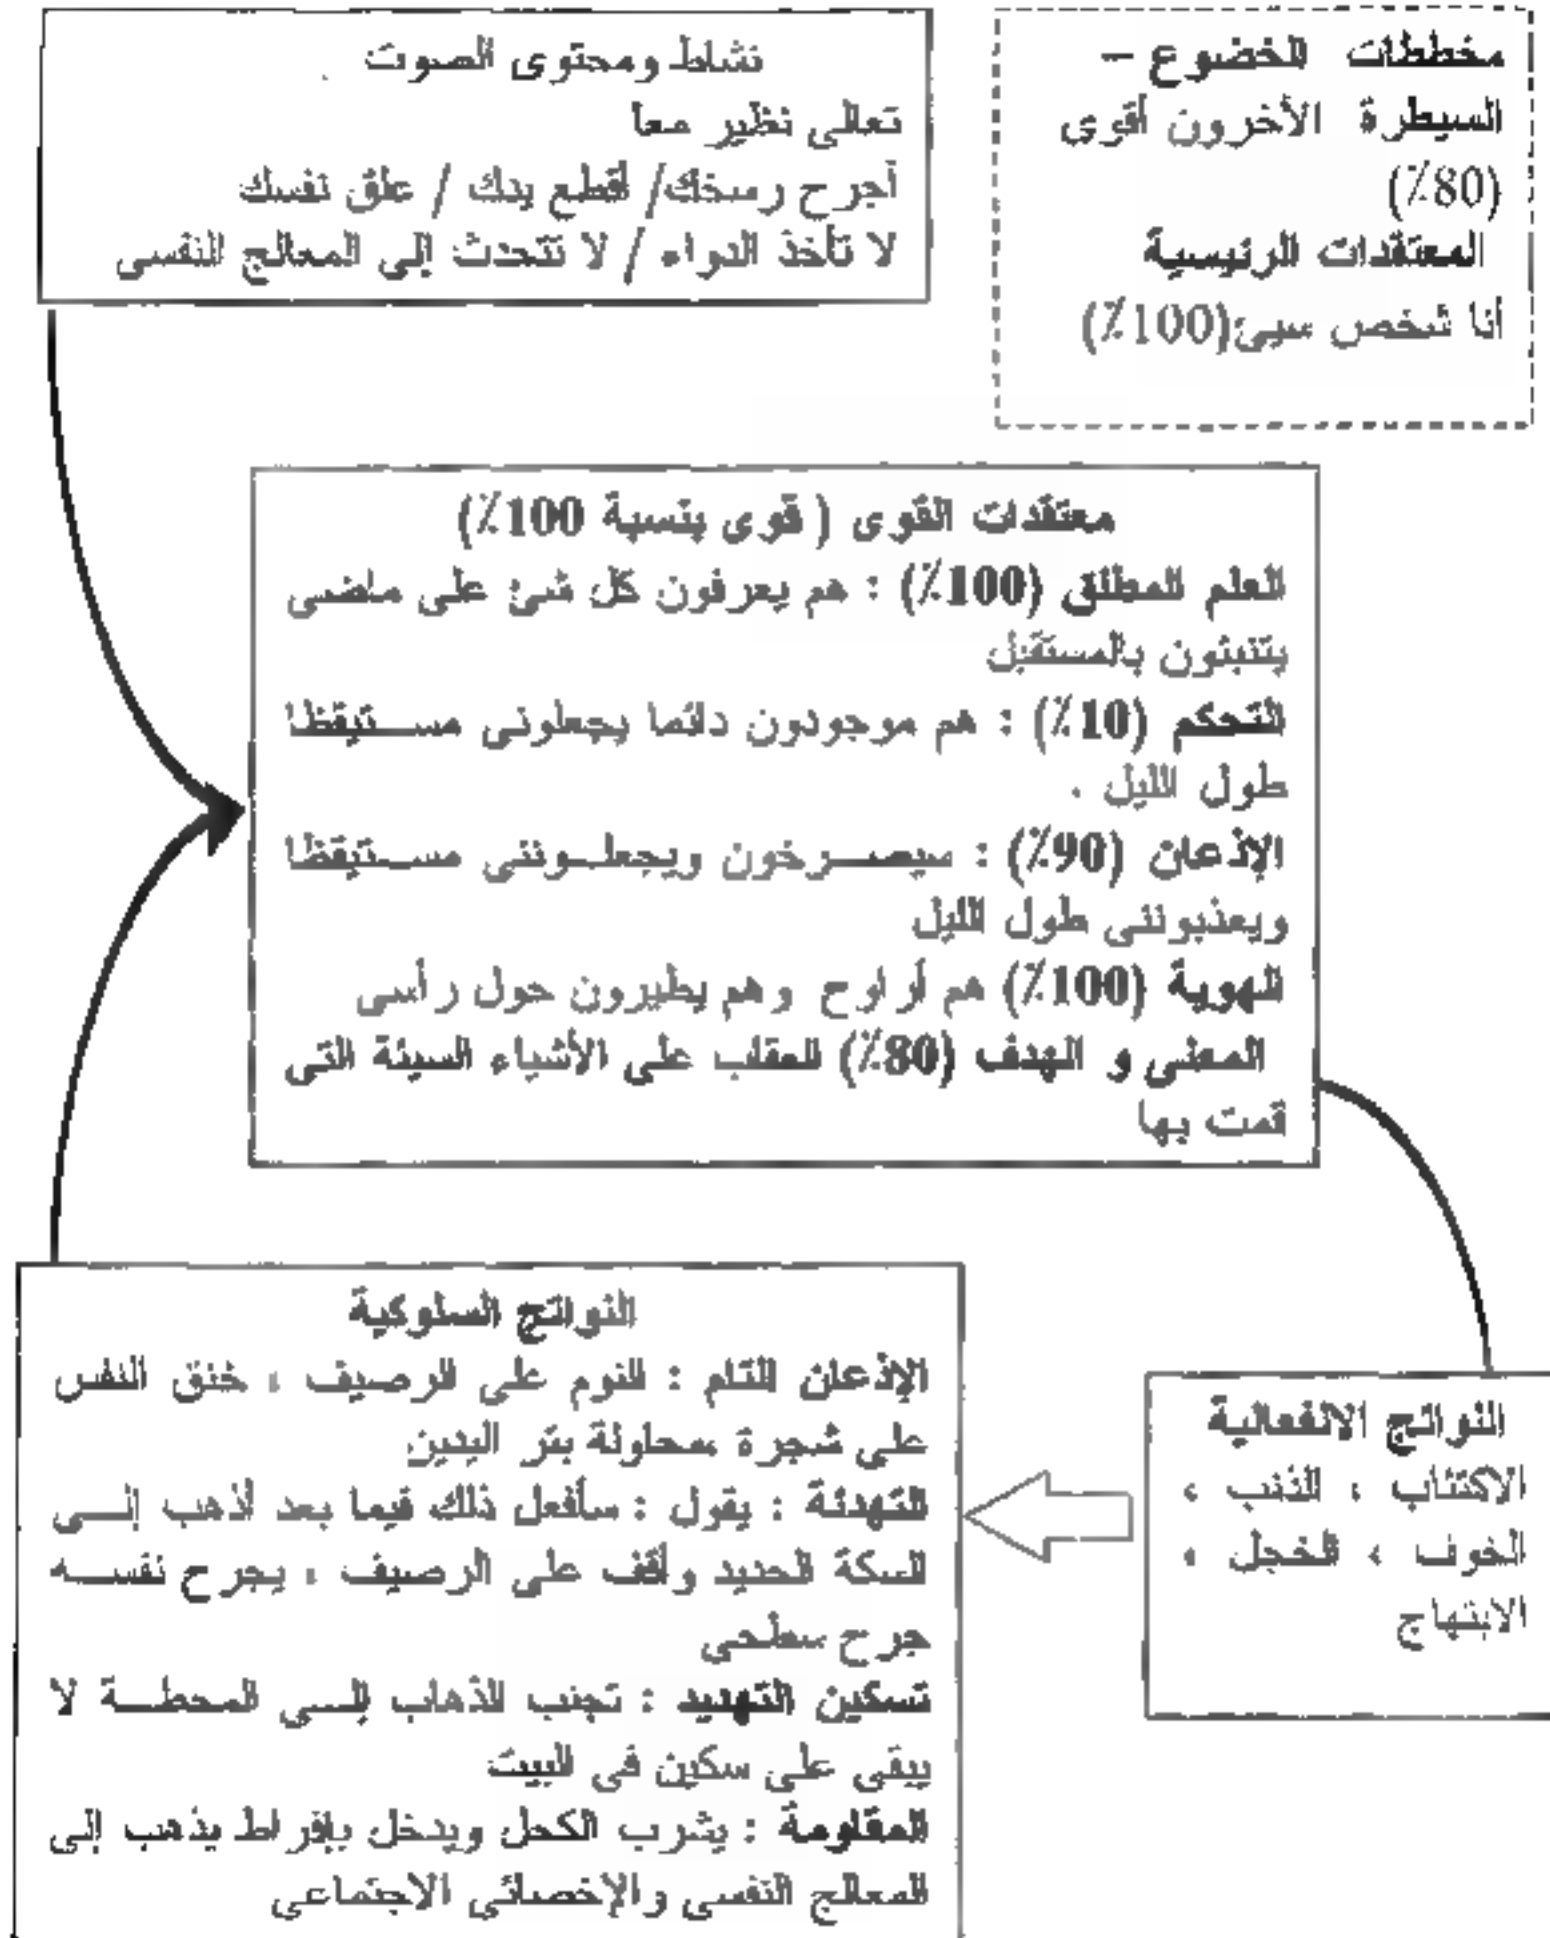 مخططات الخضوع –
السيطرة الأخرون أقوى
(80٪)
المعتقدات الرئيسية
أنا شخص سيئ(100٪)
نشاط ومحتوى الصوت
تعالى نطير معا
أجرح رسخك/ أقطع يدك / علق نفسك
لا تأخذ الدواء / لا تتحدث إلى المعالج النفسى
معتقدات القوى ( قوى بنسبة 100٪)
العلم المطلق (100٪) : هم يعرفون كل شئ على ماضى
يتنبئون بالمستقبل
التحكم (10٪) : هم موجودون دائما يجعلونى مستيقظا
طول الليل .
الإذعان (90٪) : سيصرخون ويجعلوننى مستيقظا
ويعذبوننى طول الليل
الهوية (100٪) هم أرلوح وهم يطيرون حول رأسى
المعنى و الهدف (80٪) للعقلب على الأشياء السيئة التى
قمت بها
النواتج الانفعالية
الاكتئاب ، الذنب ،
الخوف ، الخجل ،
الابتهاج
النواتج السلوكية
الإذعان التام : النوم على الرصيف ، خنق النفس
على شجرة محاولة بتر اليدين
التهدئة : يقول : سأفعل ذلك فيما بعد أذهب إلى
السكة الحديد وأقف على الرصيف ، يجرح نفسه
جرح سطحى
تسكين التهديد : تجنب الذهاب إلى المحطة لا
يبقى على سكين فى البيت
المقاومة : يشرب الكحل ويدخل بإفراط يذهب إلى
المعالج النفسى والإخصائى الاجتماعى